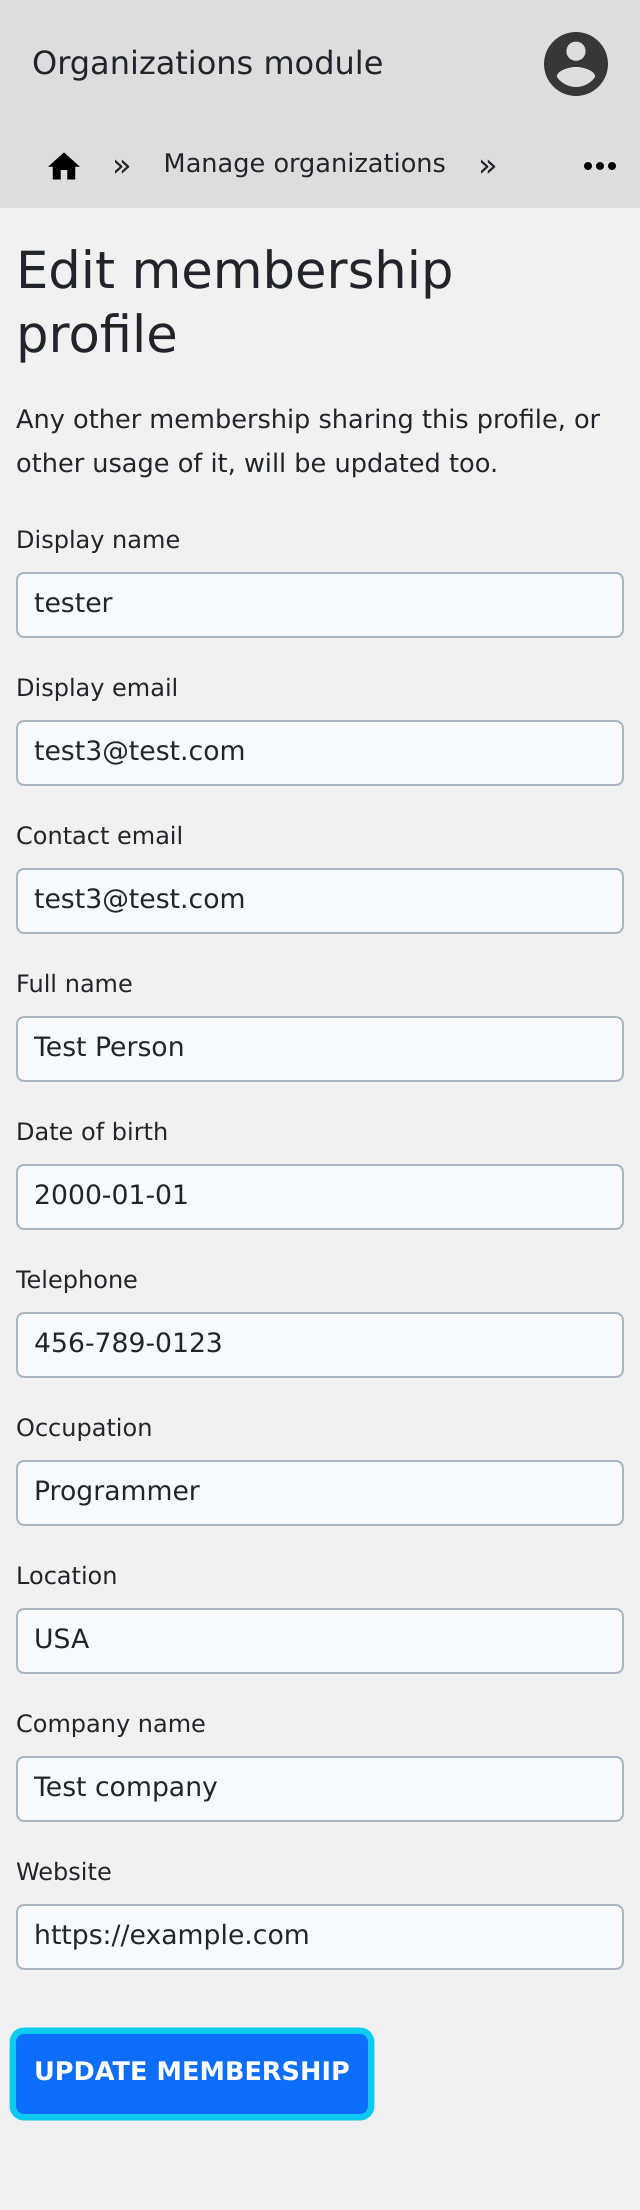 Organizations module
» Manage organizations » •••
Edit membership
profile
Any other membership sharing this profile, or
other usage of it, will be updated too.
Display name
tester
Display email
test3@test.com
Contact email
test3@test.com
Full name
Test Person
Date of birth
2000-01-01
Telephone
456-789-0123
Occupation
Programmer
Location
USA
Company name
Test company
Website
https://example.com
UPDATE MEMBERSHIP